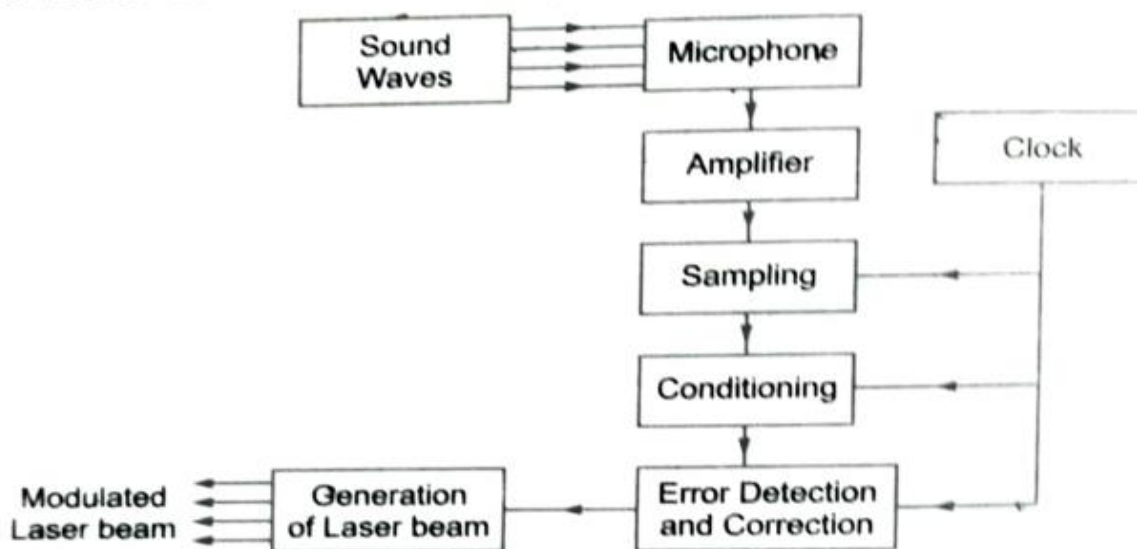 Sound
Waves
Microphone
Amplifier
Clock
Sampling
Conditioning
Error Detection
and Correction
Generation
of Laser beam
Modulated
Laser beam